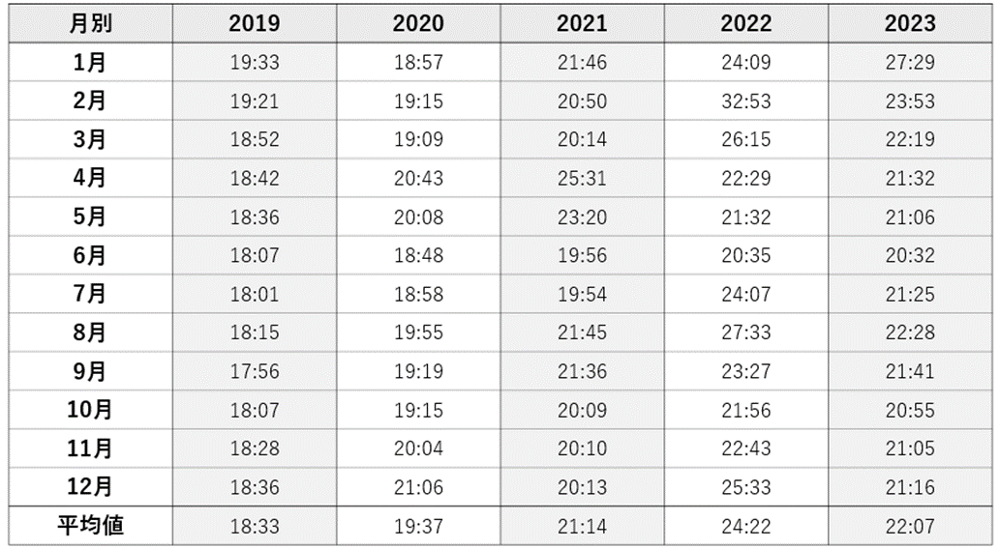 月別 2019 2020 2021 2022 2023
1月 19:33 18:57 21:46 24:09 27:29
2月 19:21 19:15 20:50 32:53 23:53
3月 18:52 19:09 20:14 26:15 22:19
4月 18:42 20:43 25:31 22:29 21:32
5月 18:36 20:08 23:20 21:32 21:06
6月 18:07 18:48 19:56 20:35 20:32
7月 18:01 18:58 19:54 24:07 21:25
8月 18:15 19:55 21:45 27:33 22:28
9月 17:56 19:19 21:36 23:27 21:41
10月 18:07 19:15 20:09 21:56 20:55
11月 18:28 20:04 20:10 22:43 21:05
12月 18:36 21:06 20:13 25:33 21:16
平均値 18:33 19:37 21:14 24:22 22:07